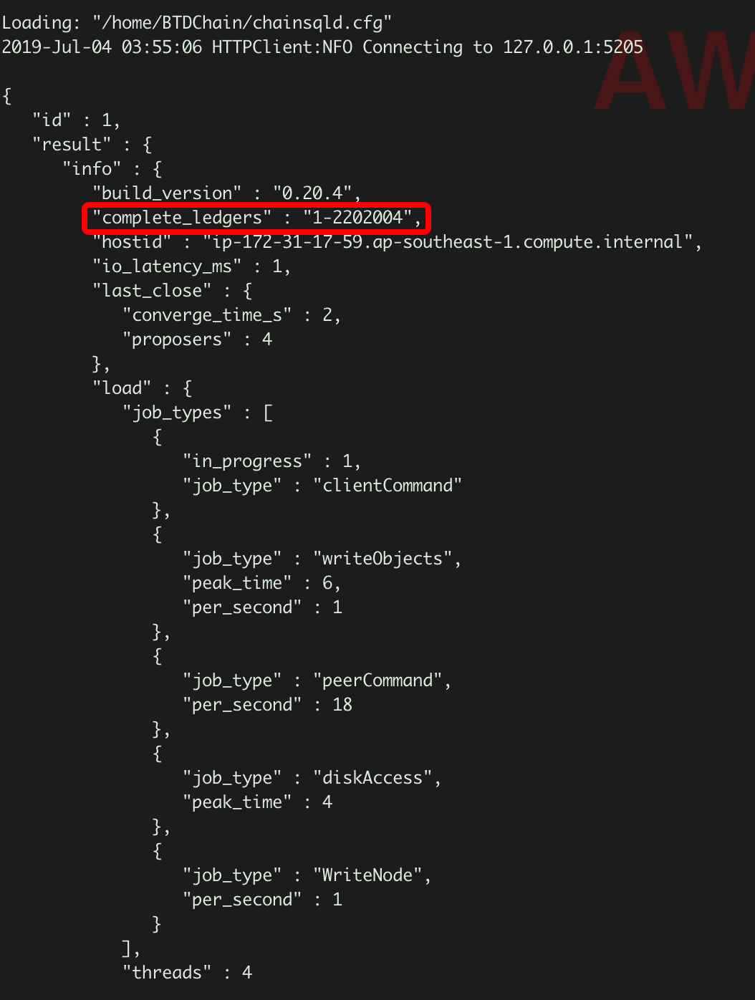 Loading: "/home/BTDChain/chainsqld.cfg"
2019-Jul-04 03:55:06 HTTPClient:NFO Connecting to 127.0.0.1:5205
AW
{
   "id" : 1,
   "result" : {
      "info" : {
         "build_version" : "0.20.4",
         "complete_ledgers" : "1-2202004",
         "hostid" : "ip-172-31-17-59.ap-southeast-1.compute.internal",
         "io_latency_ms" : 1,
         "last_close" : {
            "converge_time_s" : 2,
            "proposers" : 4
         },
         "load" : {
            "job_types" : [
               {
                  "in_progress" : 1,
                  "job_type" : "clientCommand"
               },
               {
                  "job_type" : "writeObjects",
                  "peak_time" : 6,
                  "per_second" : 1
               },
               {
                  "job_type" : "peerCommand",
                  "per_second" : 18
               },
               {
                  "job_type" : "diskAccess",
                  "peak_time" : 4
               },
               {
                  "job_type" : "WriteNode",
                  "per_second" : 1
               }
            ],
            "threads" : 4